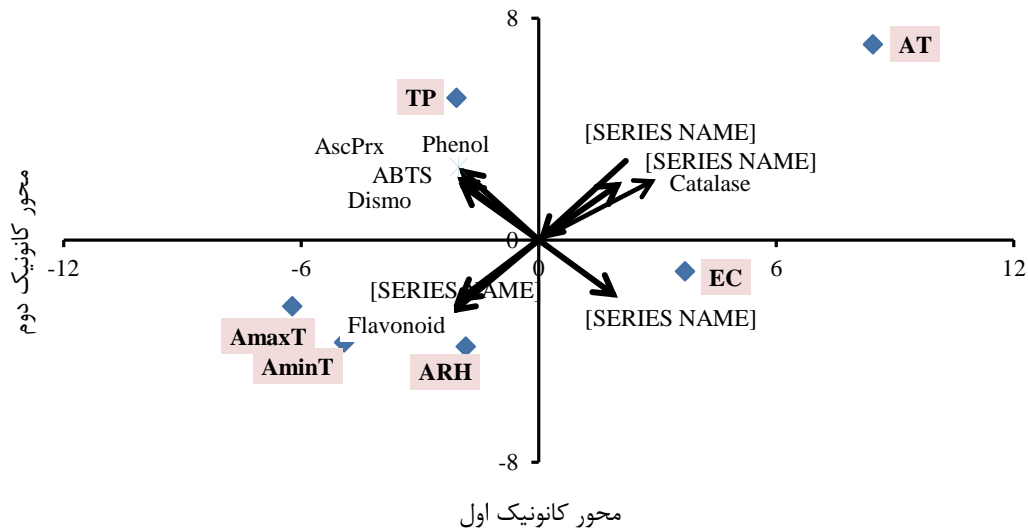 8
AT
TP
AscPrx
Phenol
[SERIES NAME]
[SERIES NAME]
ABTS
Catalase
Dismo
محور کانونیک دوم
0
-12
-6
0
6
12
EC
[SERIES NAME]
[SERIES NAME]
Flavonoid
AmaxT
AminT
ARH
-8
محور کانونیک اول